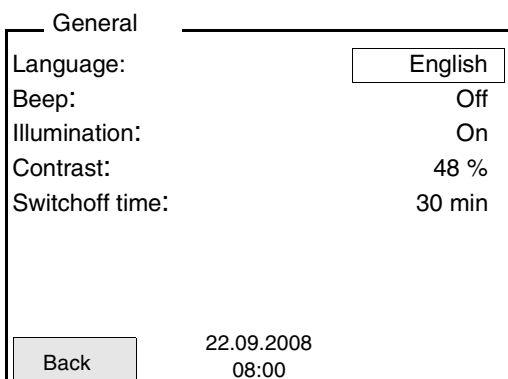 General
Language: English
Beep: Off
Illumination: On
Contrast: 48 %
Switchoff time: 30 min
22.09.2008
Back 08:00